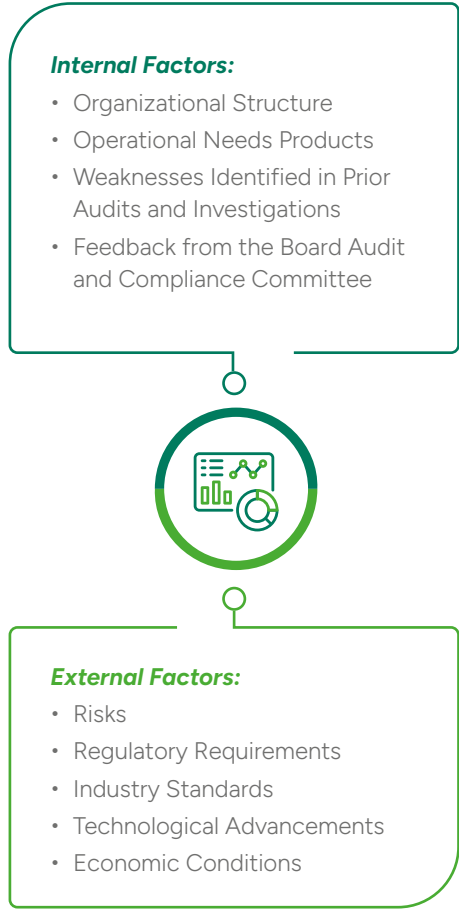 Internal Factors:
• Organizational Structure
• Operational Needs Products
• Weaknesses Identified in Prior
Audits and Investigations
• Feedback from the Board Audit
and Compliance Committee
External Factors:
• Risks
• Regulatory Requirements
• Industry Standards
• Technological Advancements
• Economic Conditions